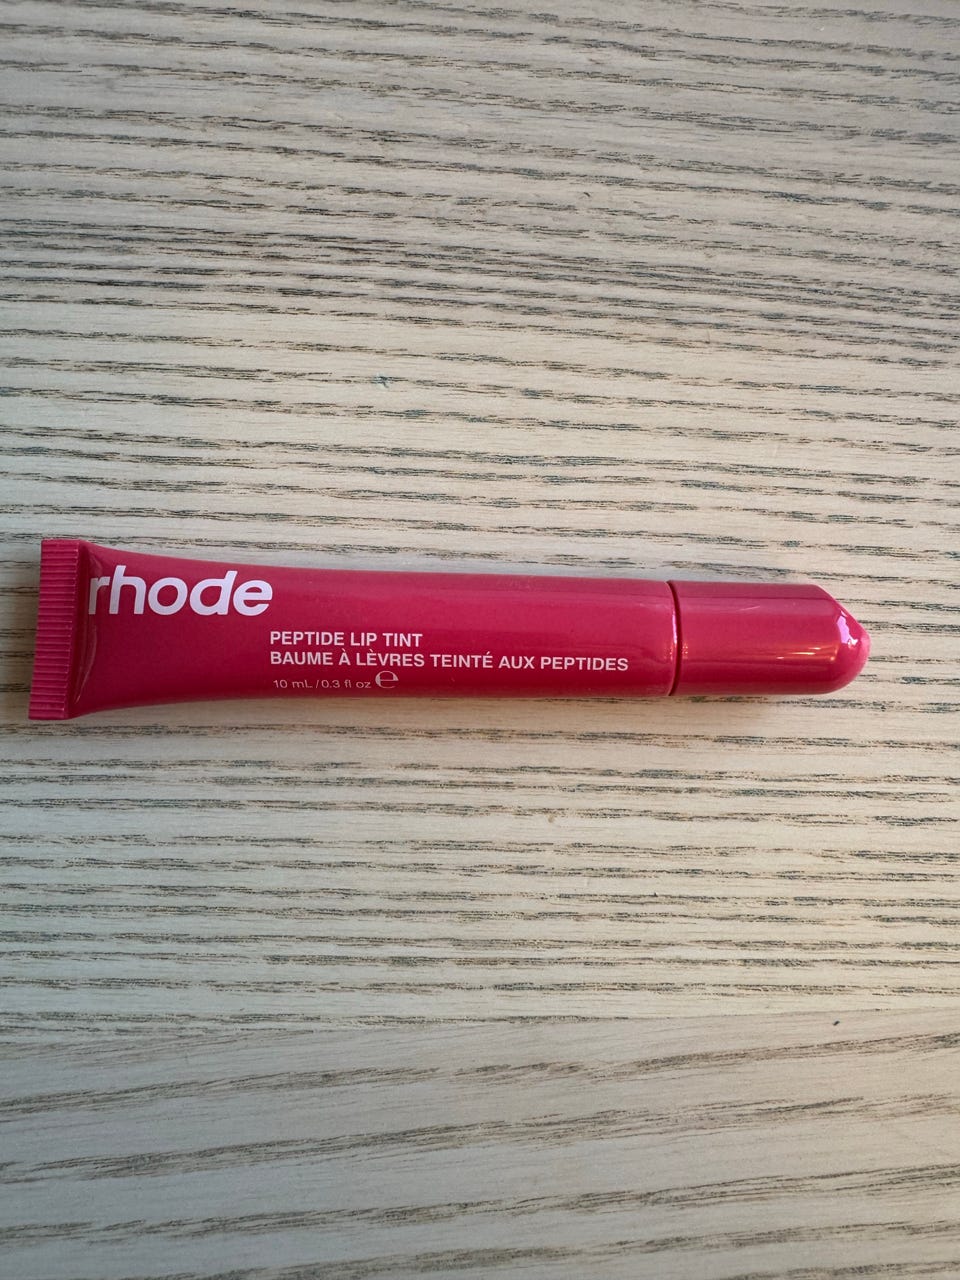 rhode
PEPTIDE LIP TINT
BAUME À LÈVRES TEINTÉ AUX PEPTIDES
10 mL / 0.3 fl oz ℮